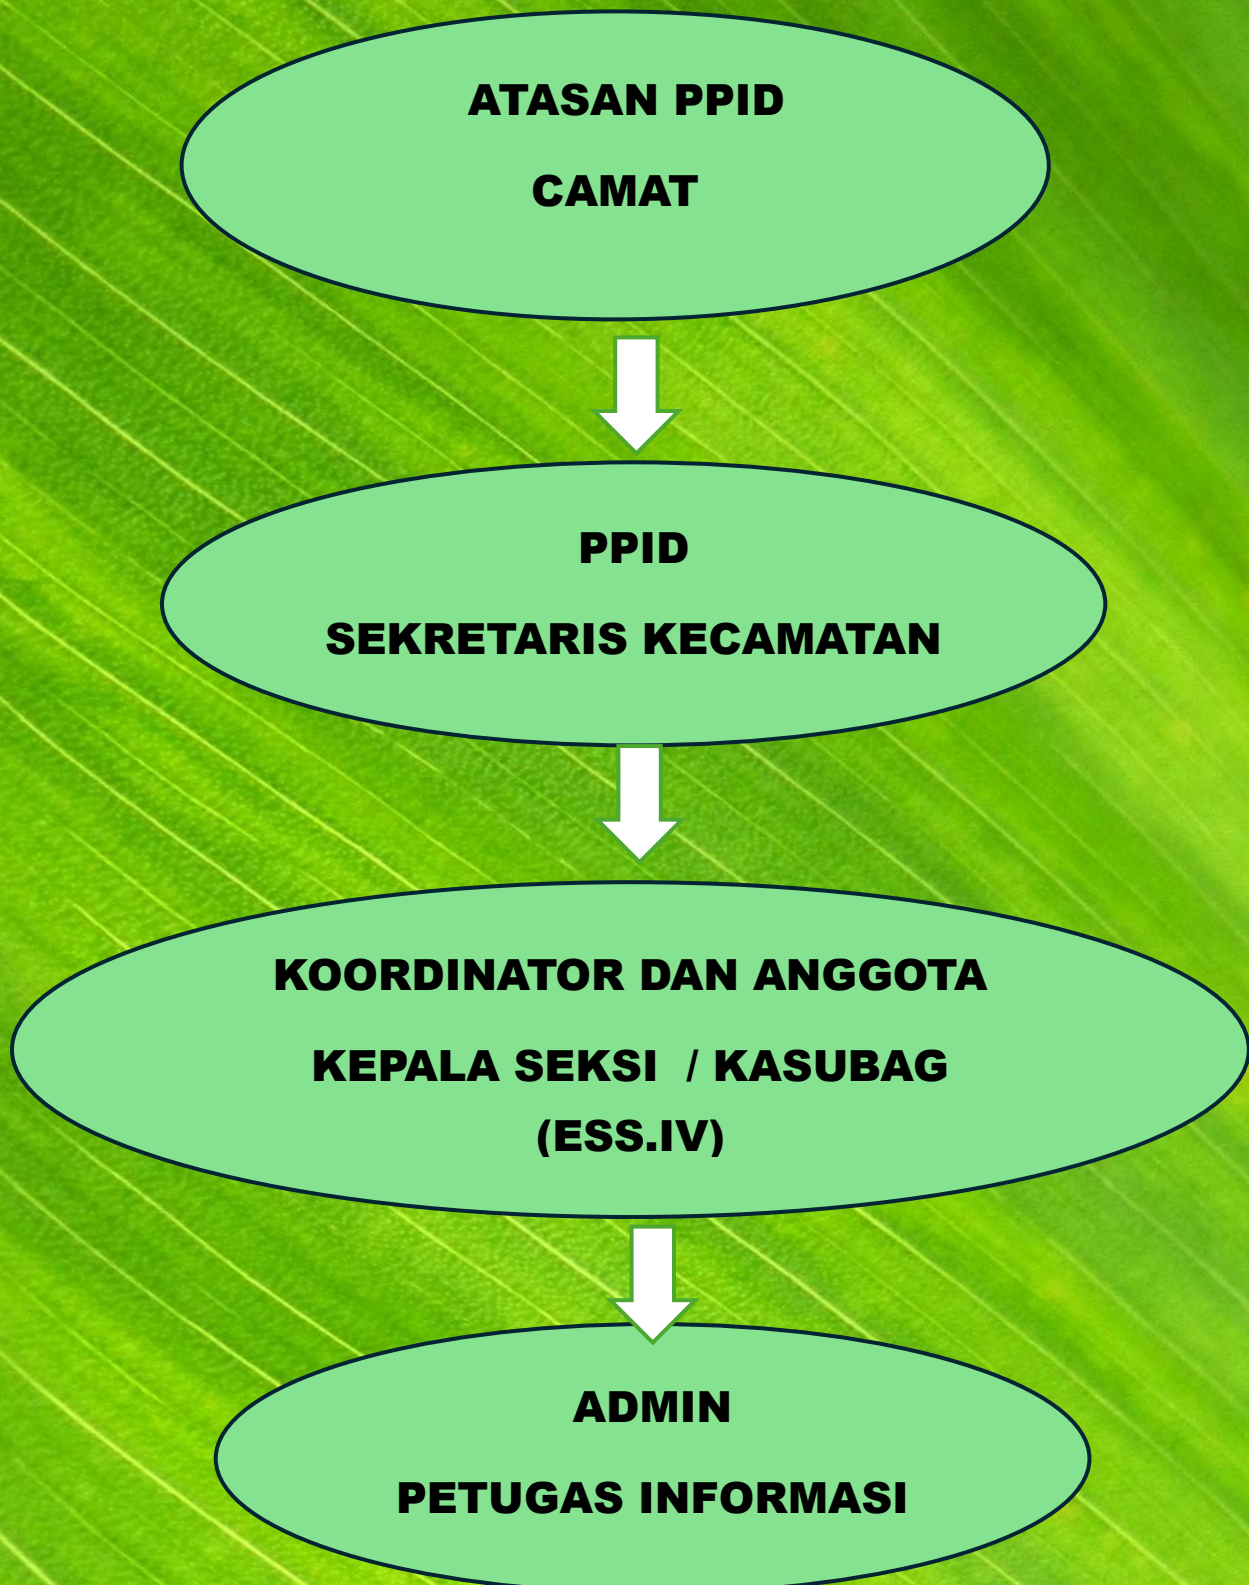 ATASAN PPID
CAMAT
PPID
SEKRETARIS KECAMATAN
KOORDINATOR DAN ANGGOTA
KEPALA SEKSI  / KASUBAG
(ESS.IV)
ADMIN
PETUGAS INFORMASI